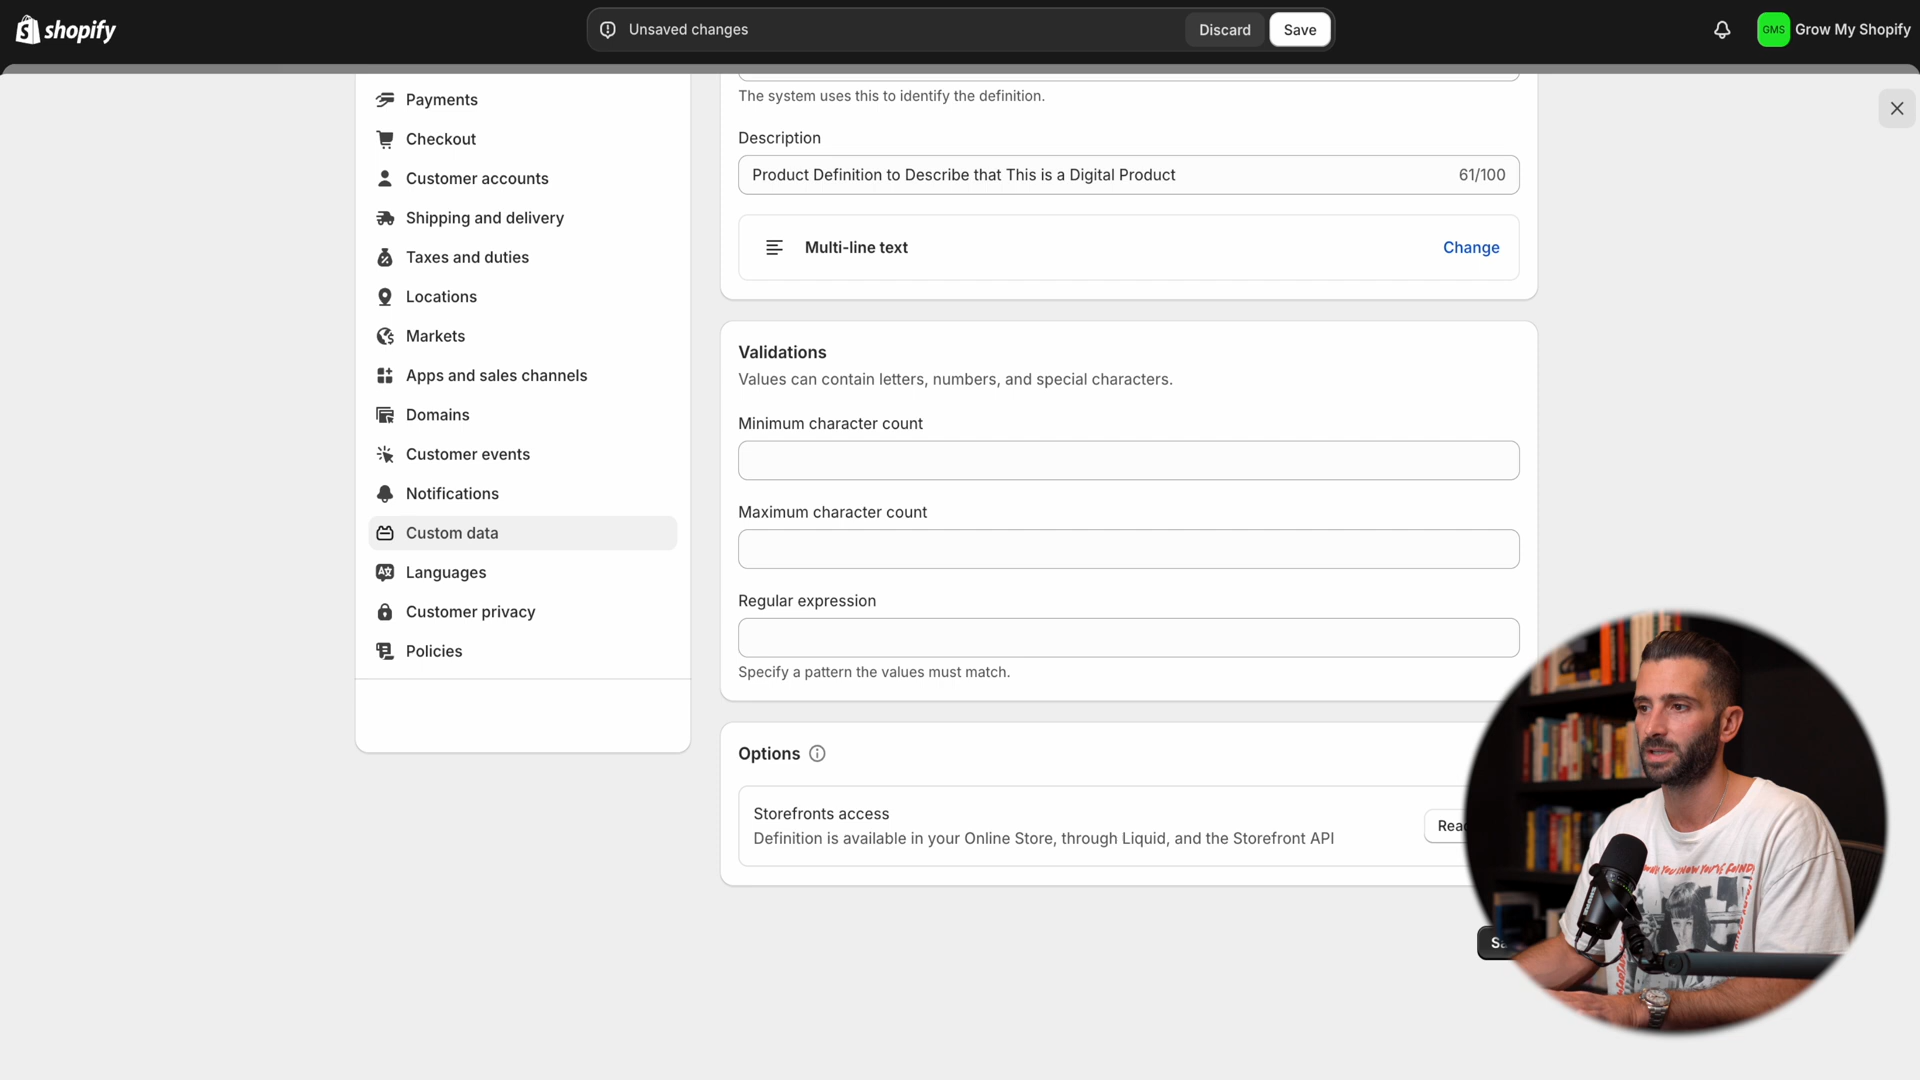 shopify
Unsaved changes
Discard
Save
GMS
Grow My Shopify
Payments
Checkout
Customer accounts
Shipping and delivery
Taxes and duties
Locations
Markets
Apps and sales channels
Domains
Customer events
Notifications
Custom data
Languages
Customer privacy
Policies
The system uses this to identify the definition.
Description
Product Definition to Describe that This is a Digital Product
61/100
Multi-line text
Change
Validations
Values can contain letters, numbers, and special characters.
Minimum character count
Maximum character count
Regular expression
Specify a pattern the values must match.
Options
Storefronts access
Definition is available in your Online Store, through Liquid, and the Storefront API